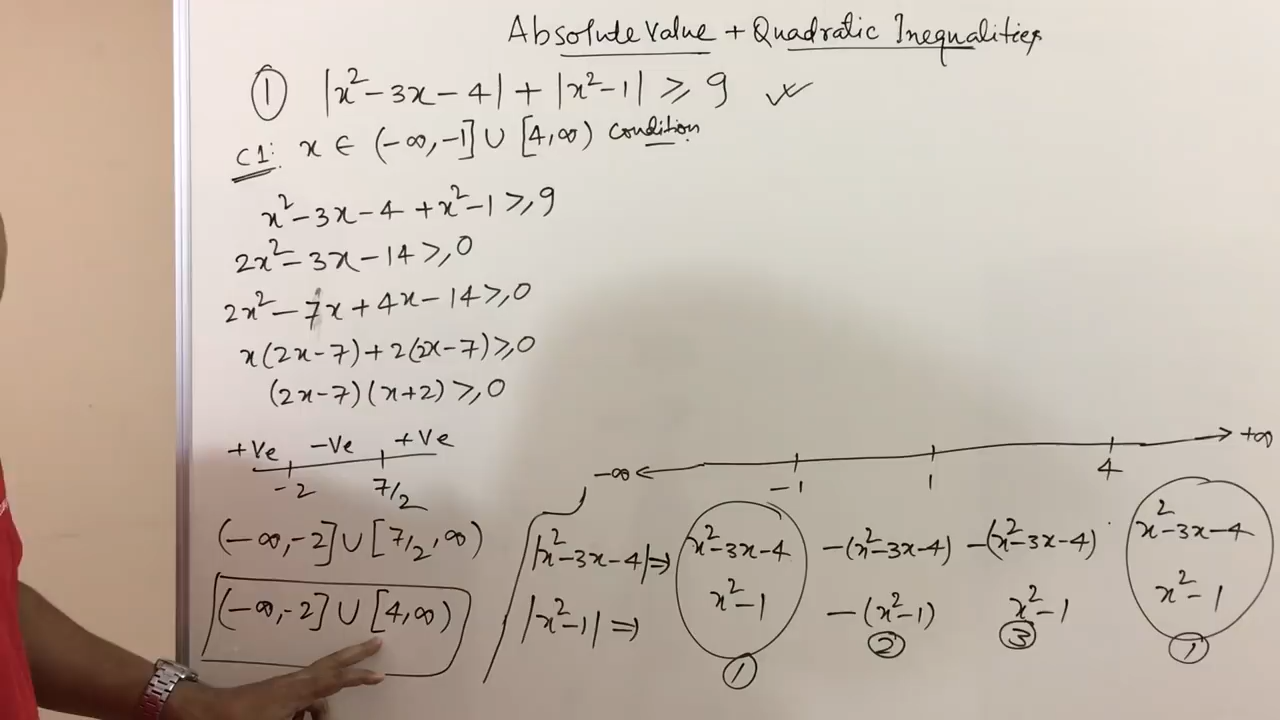 Absolute Value + Quadratic Inequalities
① |x²-3x-4| + |x²-1| ≥ 9
C1: x ∈ (-∞,-1] ∪ [4,∞) condition
x²-3x-4+x²-1≥9
2x²-3x-14≥0
2x²-7x+4x-14≥0
x(2x-7)+2(2x-7)≥0
(2x-7)(x+2)≥0
+Ve -Ve +Ve
-2 7/2
(-∞,-2]∪[7/2,∞)
(-∞,-2]∪[4,∞)
-∞ +∞
-1 1 4
|x²-3x-4|⇒ x²-3x-4 -(x²-3x-4) -(x²-3x-4) x²-3x-4
|x²-1|⇒ x²-1 -(x²-1) x²-1 x²-1
① ② ③ ①